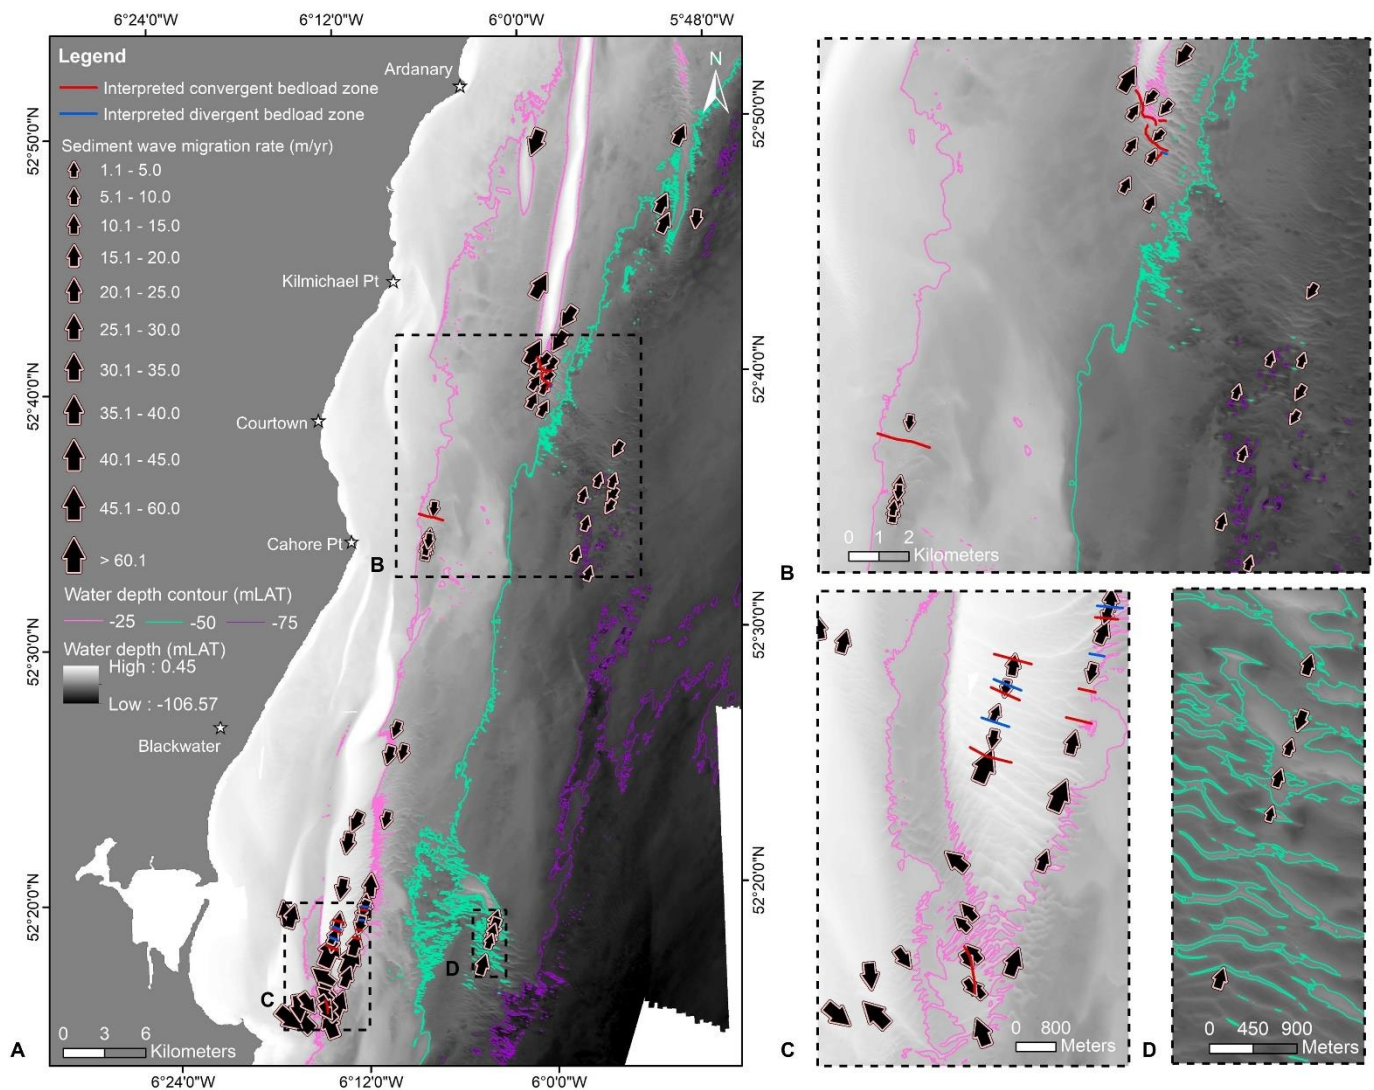 6°24'0"W 6°12'0"W 6°0'0"W 5°48'0"W
Legend
Interpreted convergent bedload zone
Interpreted divergent bedload zone
Sediment wave migration rate (m/yr)
1.1 - 5.0
5.1 - 10.0
10.1 - 15.0
15.1 - 20.0
20.1 - 25.0
25.1 - 30.0
30.1 - 35.0
35.1 - 40.0
40.1 - 45.0
45.1 - 60.0
> 60.1
Water depth contour (mLAT)
-25 -50 -75
Water depth (mLAT)
High : 0.45
Low : -106.57
Ardanary
Kilmichael Pt
Courtown
Cahore Pt
Blackwater
N
B
C
D
52°50'0"N
52°40'0"N
52°30'0"N
52°20'0"N
52°50'0"N
52°40'0"N
52°30'0"N
52°20'0"N
0 3 6
Kilometers
A
6°24'0"W 6°12'0"W 6°0'0"W
0 1 2
Kilometers
B
0 800
Meters
C
0 450 900
Meters
D